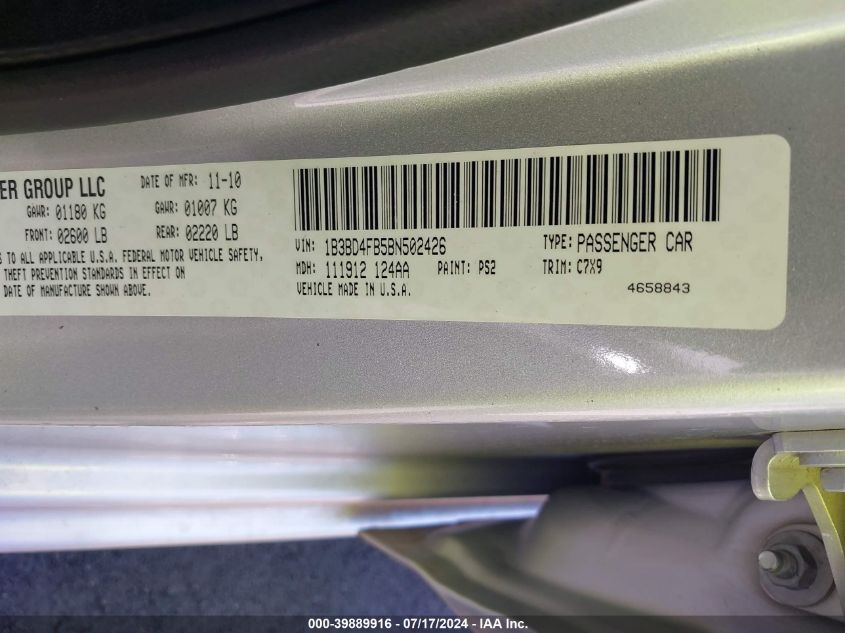 ER GROUP LLC DATE OF MFR: 11-10
GAWR: 01180 KG GAWR: 01007 KG
FRONT: 02600 LB REAR: 02220 LB
S TO ALL APPLICABLE U.S.A. FEDERAL MOTOR VEHICLE SAFETY,
THEFT PREVENTION STANDARDS IN EFFECT ON
DATE OF MANUFACTURE SHOWN ABOVE.
VIN: 1B3BD4FB5BN502426 TYPE: PASSENGER CAR
MDH: 111912 124AA PAINT: PS2 TRIM: C7X9
VEHICLE MADE IN U.S.A. 4658843
000-39889916 - 07/17/2024 - IAA Inc.